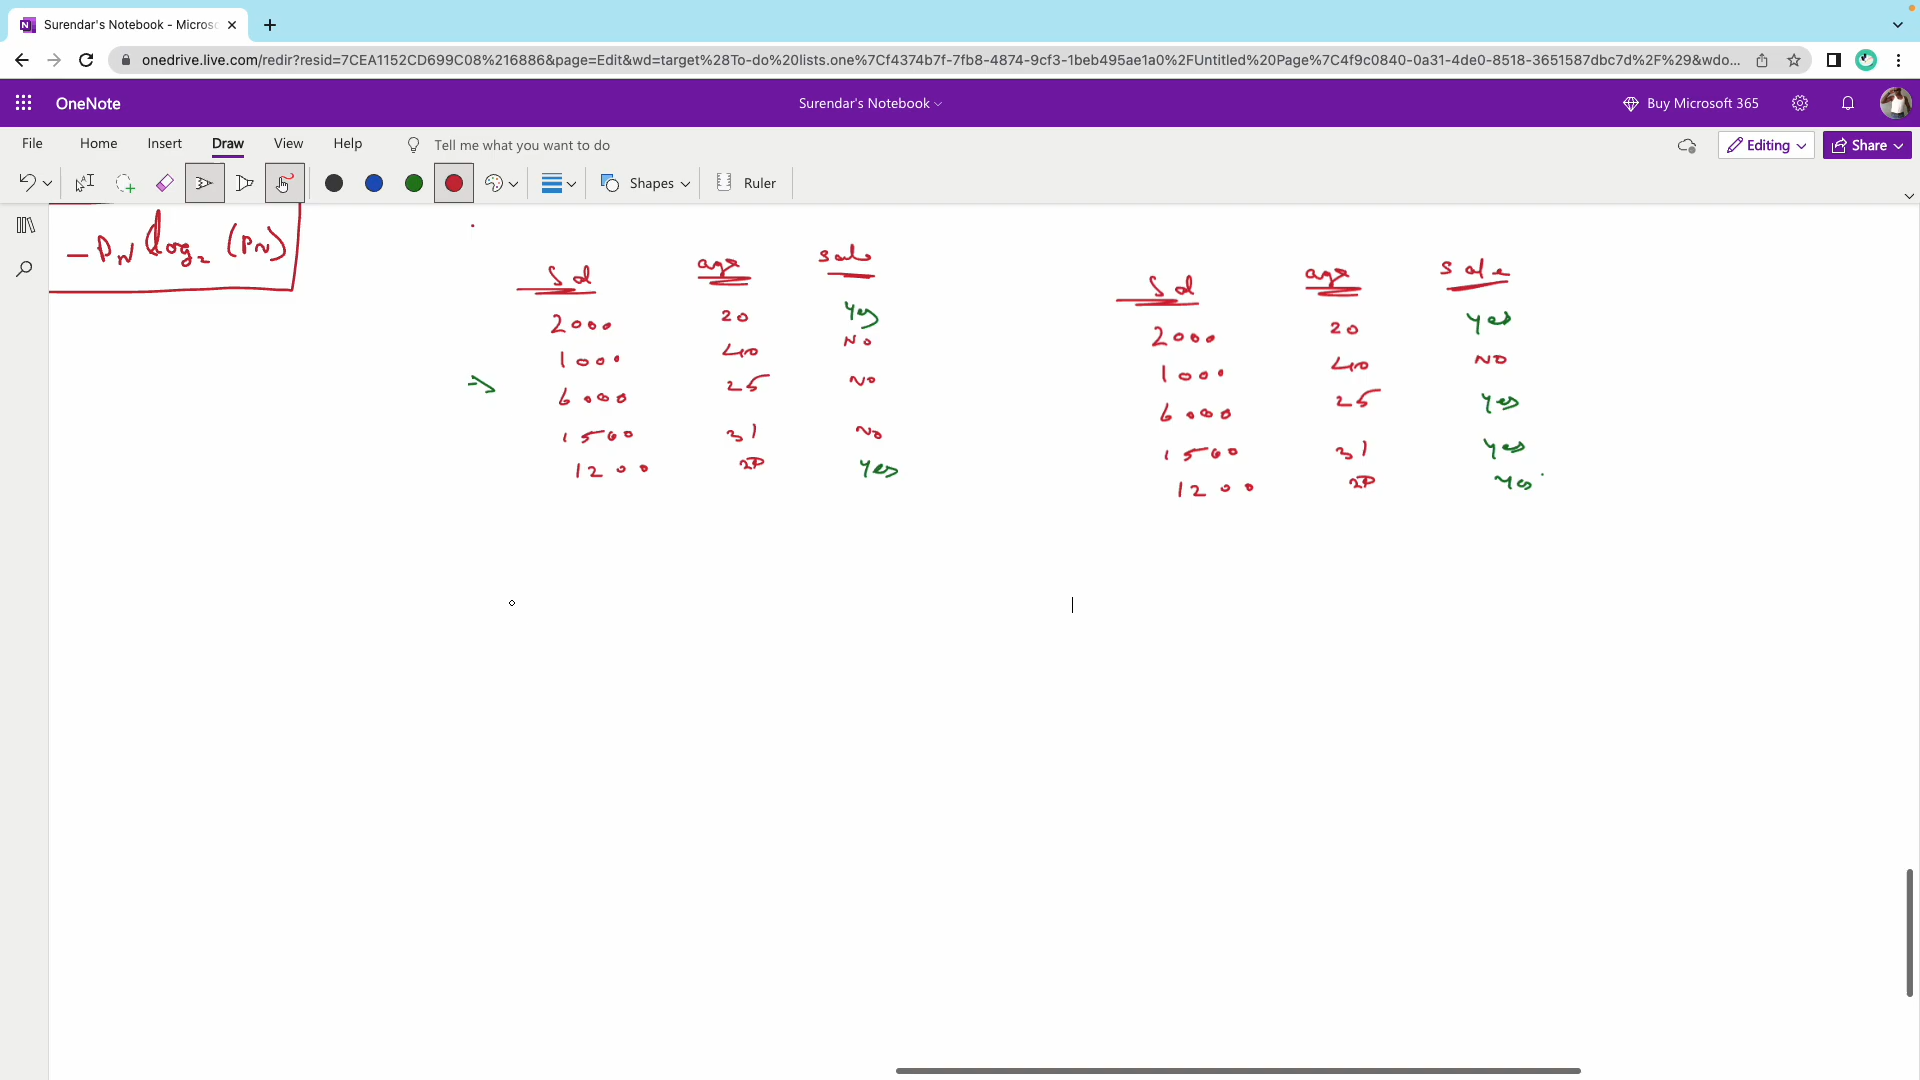 Surendar's Notebook - Microsc
onedrive.live.com/redir?resid=7CEA1152CD699C08%216886&page=Edit&wd=target%28To-do%20lists.one%7Cf4374b7f-7fb8-4874-9cf3-1beb495ae1a0%2FUntitled%20Page%7C4f9c0840-0a31-4de0-8518-3651587dbc7d%2F%29&wdo...
OneNote
Surendar's Notebook
Buy Microsoft 365
File Home Insert Draw View Help Tell me what you want to do
Editing Share
Shapes Ruler
- PN log2 (PN)
Sal age sale
2000 20 Yes
1000 40 No
=> 6000 25 No
1500 31 No
1200 Yes
Sal age sale
2000 20 Yes
1000 40 NO
6000 25 Yes
1500 31 Yes
1200 Yes